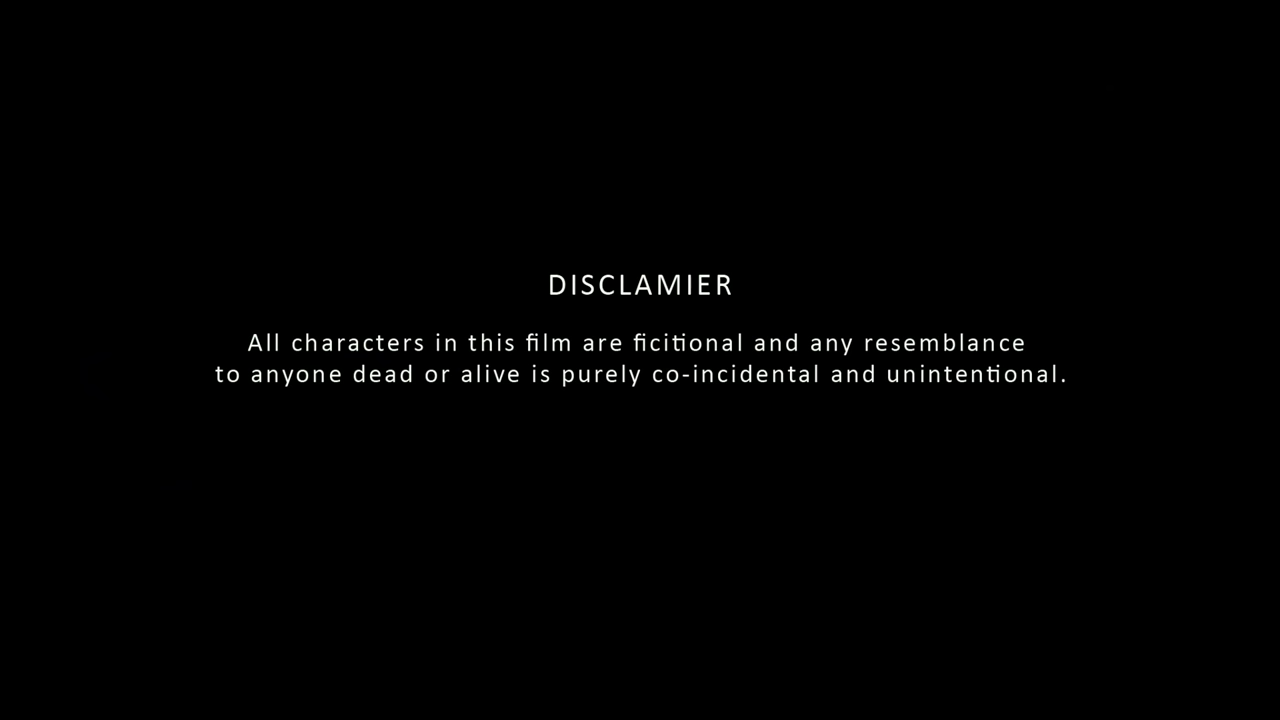 DISCLAMIER
All characters in this film are ficitional and any resemblance
to anyone dead or alive is purely co-incidental and unintentional.